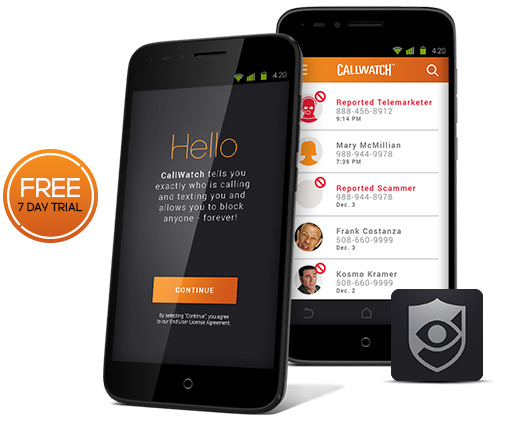 FREE
7 DAY TRIAL
4:20
Hello
CallWatch tells you
exactly who is calling
and texting you and
allows you to block
anyone - forever!
CONTINUE
By selecting "Continue", you agree
to our End User License Agreement.
4:20
CALLWATCH™
Reported Telemarketer
888-456-8912
9:14 PM
Mary McMillian
988-944-9978
7:39 PM
Reported Scammer
988-944-8978
Dec. 3
Frank Costanza
508-660-9999
Dec. 3
Kosmo Kramer
508-660-9999
Dec. 2